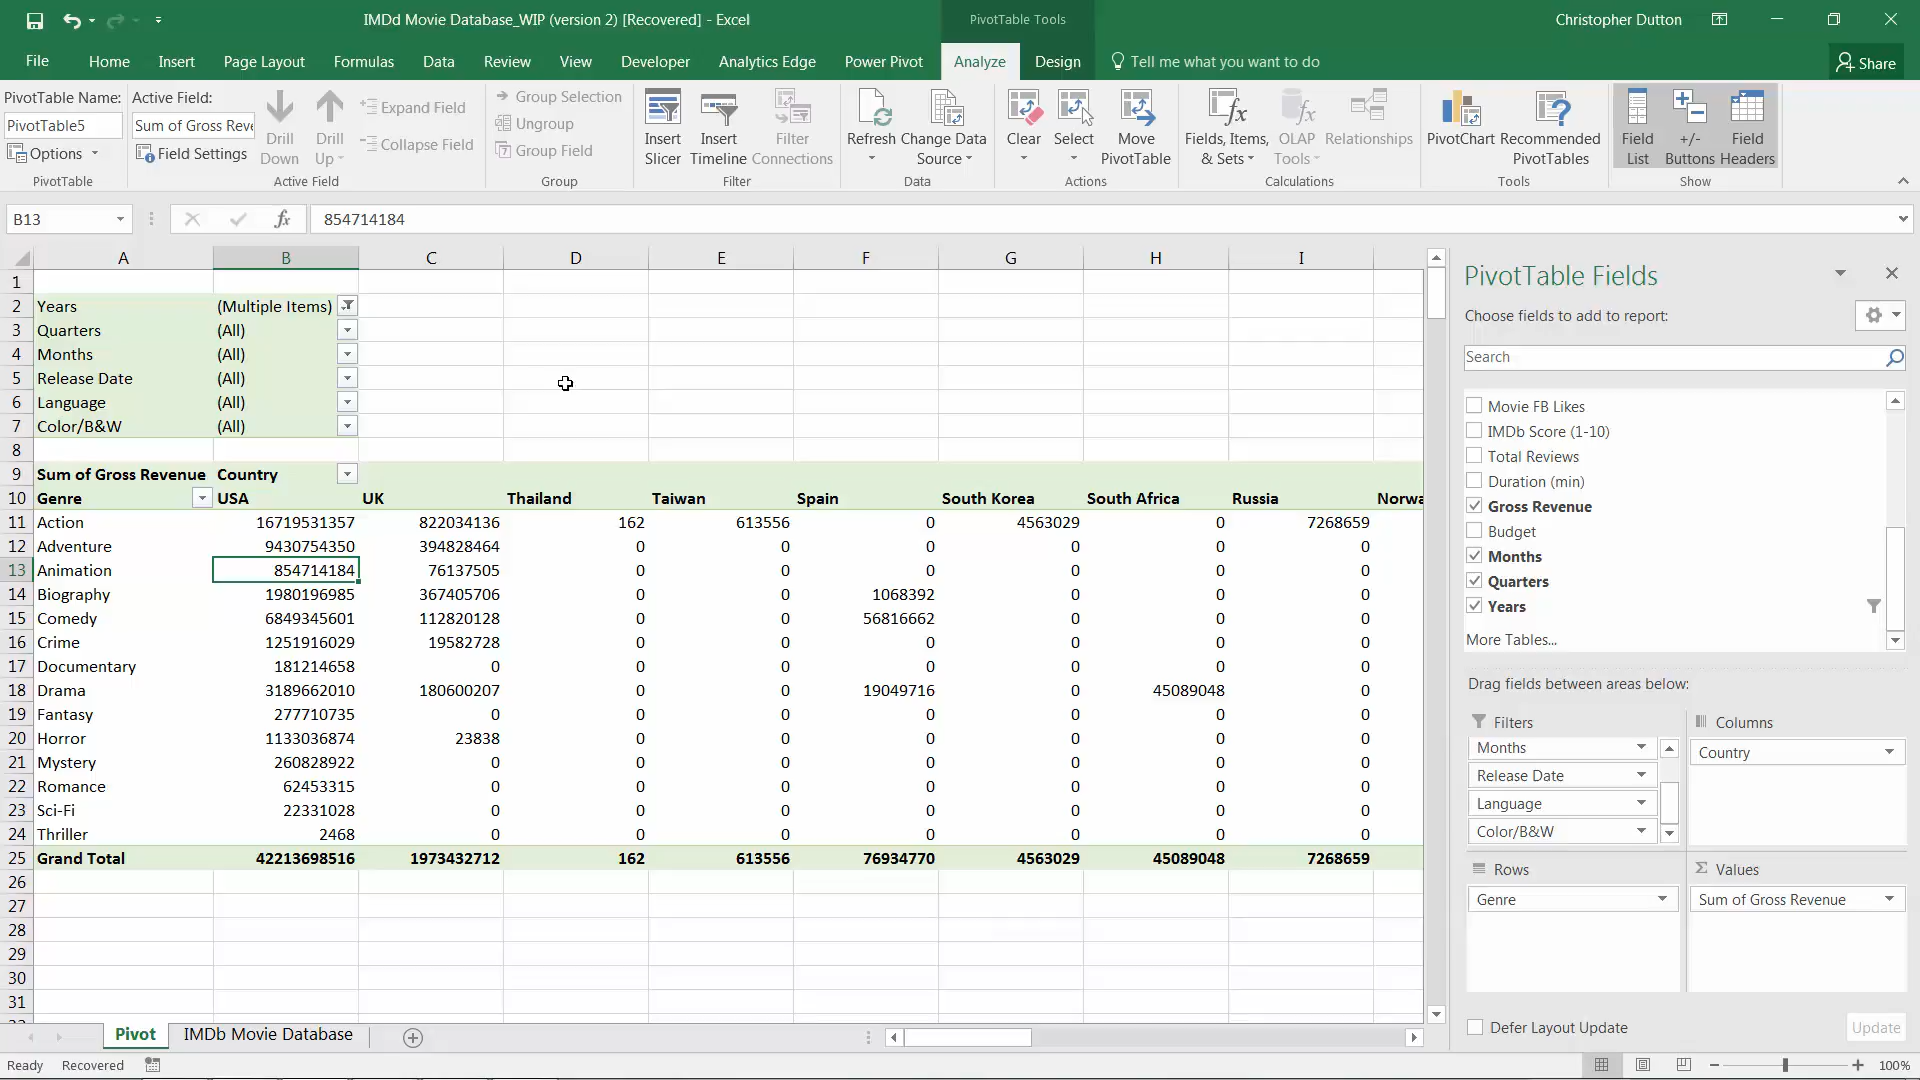 IMDd Movie Database_WIP (version 2) [Recovered] - Excel
PivotTable Tools
Christopher Dutton
File Home Insert Page Layout Formulas Data Review View Developer Analytics Edge Power Pivot Analyze Design Tell me what you want to do Share
PivotTable Name:
PivotTable5
Options
PivotTable
Active Field:
Sum of Gross Reve
Field Settings
Drill Down
Drill Up
Expand Field
Collapse Field
Active Field
Group Selection
Ungroup
Group Field
Group
Insert Slicer
Insert Timeline
Filter Connections
Filter
Refresh
Change Data Source
Data
Clear
Select
Move PivotTable
Actions
Fields, Items, & Sets
OLAP Tools
Relationships
Calculations
PivotChart
Recommended PivotTables
Tools
Field List
+/- Buttons
Field Headers
Show
B13 fx 854714184
A B C D E F G H I
1
2 Years (Multiple Items)
3 Quarters (All)
4 Months (All)
5 Release Date (All)
6 Language (All)
7 Color/B&W (All)
8
9 Sum of Gross Revenue Country
10 Genre USA UK Thailand Taiwan Spain South Korea South Africa Russia Norwa
11 Action 16719531357 822034136 162 613556 0 4563029 0 7268659
12 Adventure 9430754350 394828464 0 0 0 0 0 0
13 Animation 854714184 76137505 0 0 0 0 0 0
14 Biography 1980196985 367405706 0 0 1068392 0 0 0
15 Comedy 6849345601 112820128 0 0 56816662 0 0 0
16 Crime 1251916029 19582728 0 0 0 0 0 0
17 Documentary 181214658 0 0 0 0 0 0 0
18 Drama 3189662010 180600207 0 0 19049716 0 45089048 0
19 Fantasy 277710735 0 0 0 0 0 0 0
20 Horror 1133036874 23838 0 0 0 0 0 0
21 Mystery 260828922 0 0 0 0 0 0 0
22 Romance 62453315 0 0 0 0 0 0 0
23 Sci-Fi 22331028 0 0 0 0 0 0 0
24 Thriller 2468 0 0 0 0 0 0 0
25 Grand Total 42213698516 1973432712 162 613556 76934770 4563029 45089048 7268659
26
27
28
29
30
31
PivotTable Fields
Choose fields to add to report:
Search
Movie FB Likes
IMDb Score (1-10)
Total Reviews
Duration (min)
Gross Revenue
Budget
Months
Quarters
Years
More Tables...
Drag fields between areas below:
Filters
Months
Release Date
Language
Color/B&W
Columns
Country
Rows
Genre
Values
Sum of Gross Revenue
Defer Layout Update
Update
Pivot
IMDb Movie Database
Ready
Recovered
100%